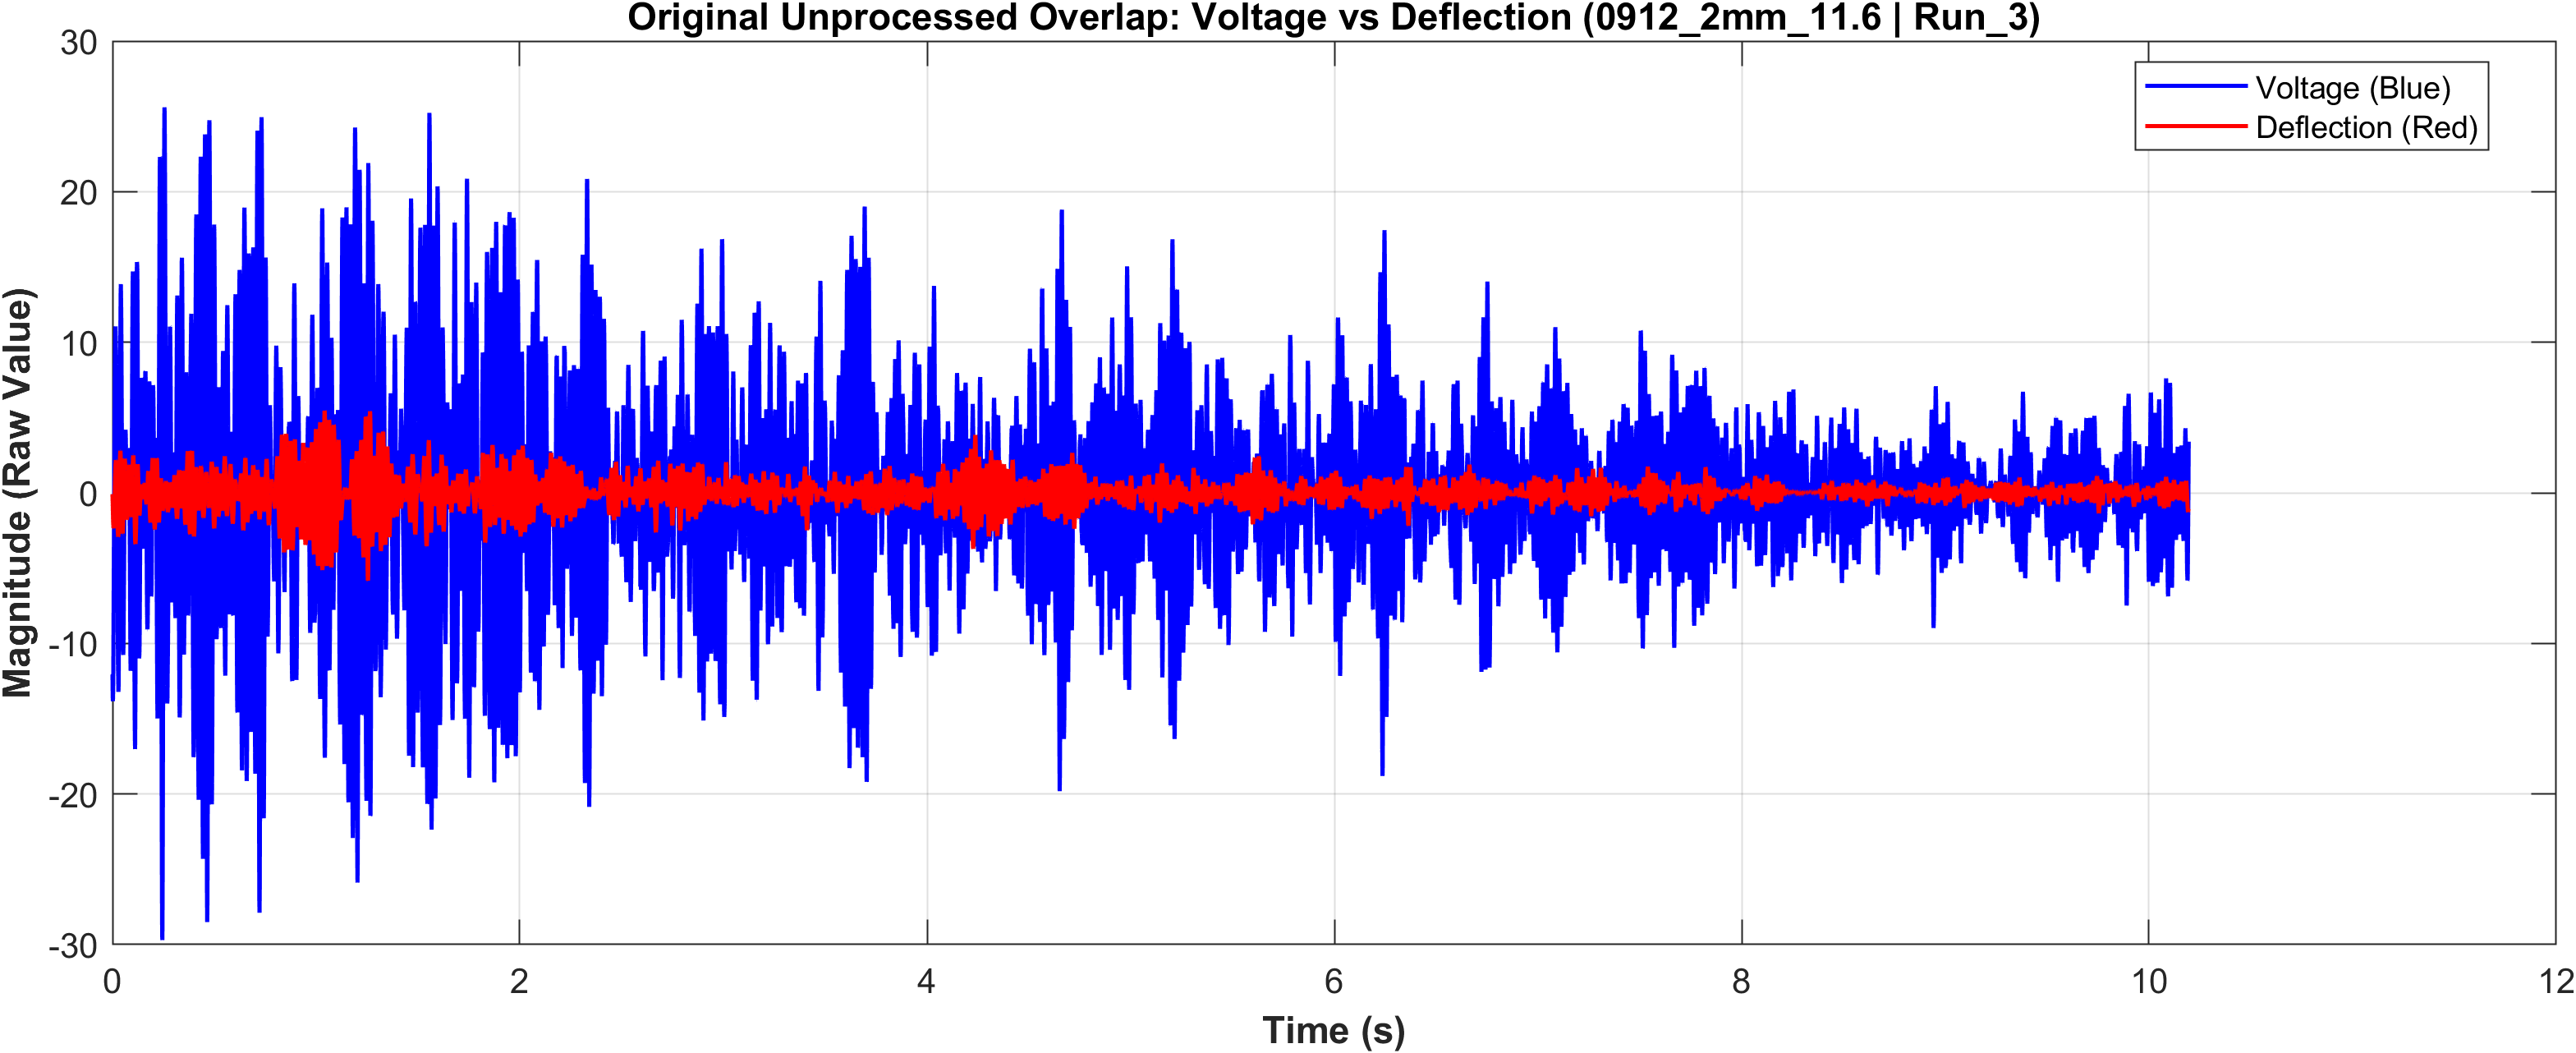 Original Unprocessed Overlap: Voltage vs Deflection (0912_2mm_11.6 | Run_3)
Voltage (Blue)
Deflection (Red)
Magnitude (Raw Value)
30
20
10
0
-10
-20
-30
0 2 4 6 8 10 12
Time (s)